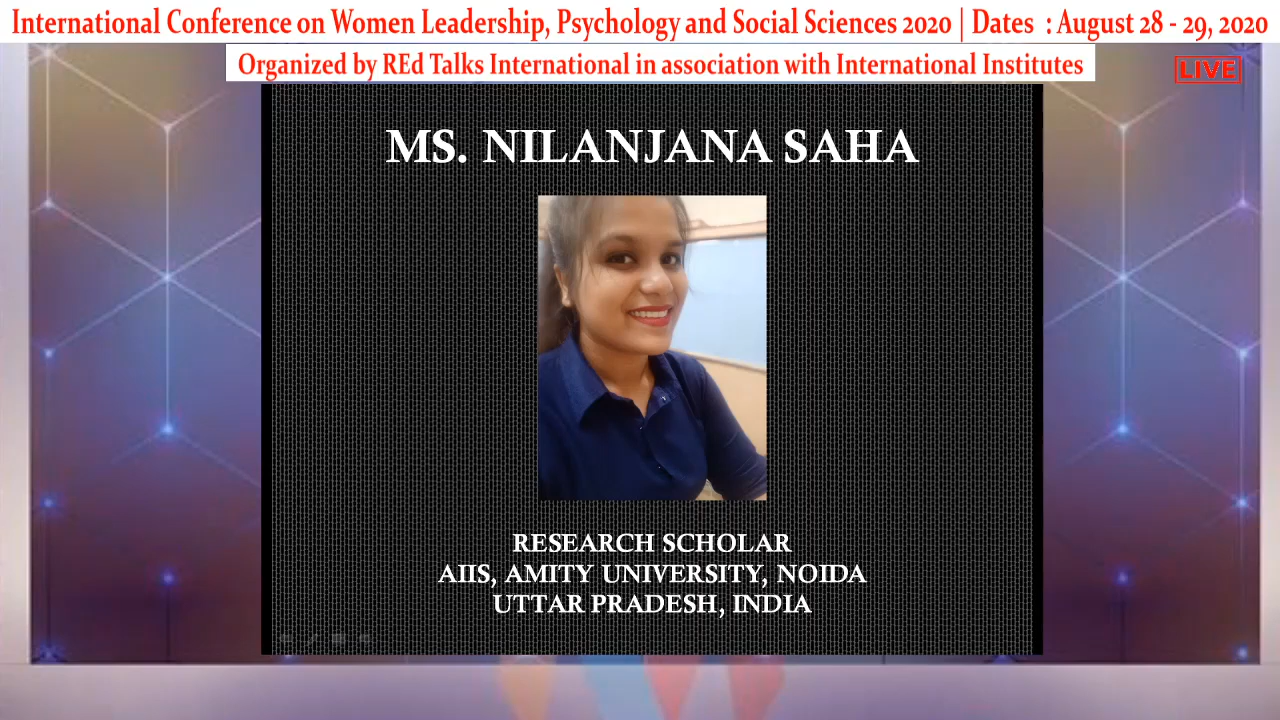 International Conference on Women Leadership, Psychology and Social Sciences 2020 | Dates : August 28 - 29, 2020
Organized by REd Talks International in association with International Institutes
LIVE
MS. NILANJANA SAHA
RESEARCH SCHOLAR
AIIS, AMITY UNIVERSITY, NOIDA
UTTAR PRADESH, INDIA